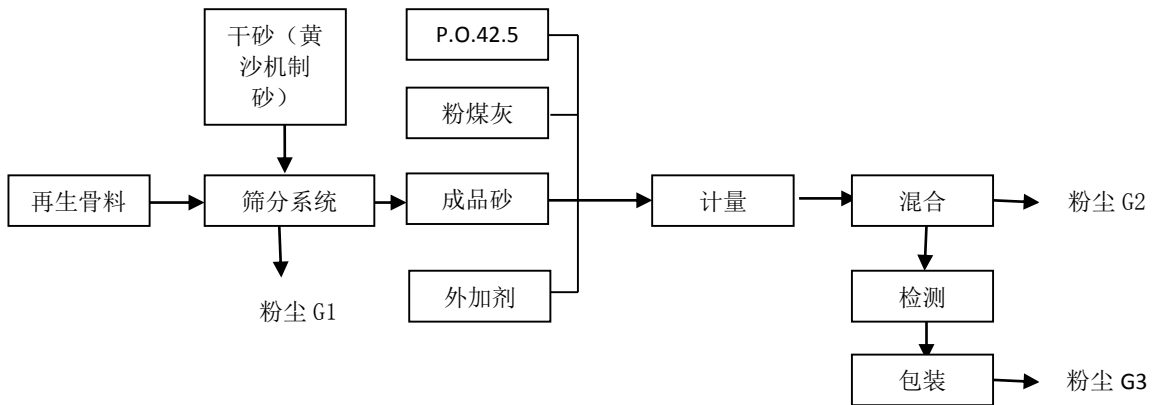 干砂（黄
沙机制
砂）
P.O.42.5
粉煤灰
再生骨料
筛分系统
成品砂
计量
混合
粉尘 G2
粉尘 G1
外加剂
检测
包装
粉尘 G3